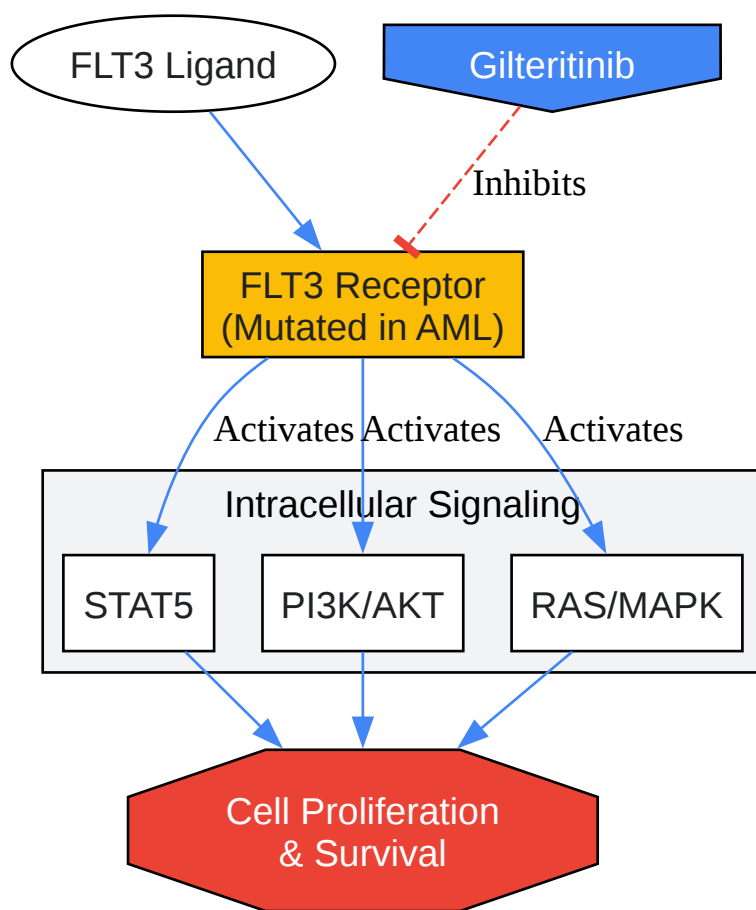 FLT3 Ligand
Gilteritinib
Inhibits
FLT3 Receptor
(Mutated in AML)
Activates
Activates
Activates
Intracellular Signaling
STAT5
PI3K/AKT
RAS/MAPK
Cell Proliferation
& Survival